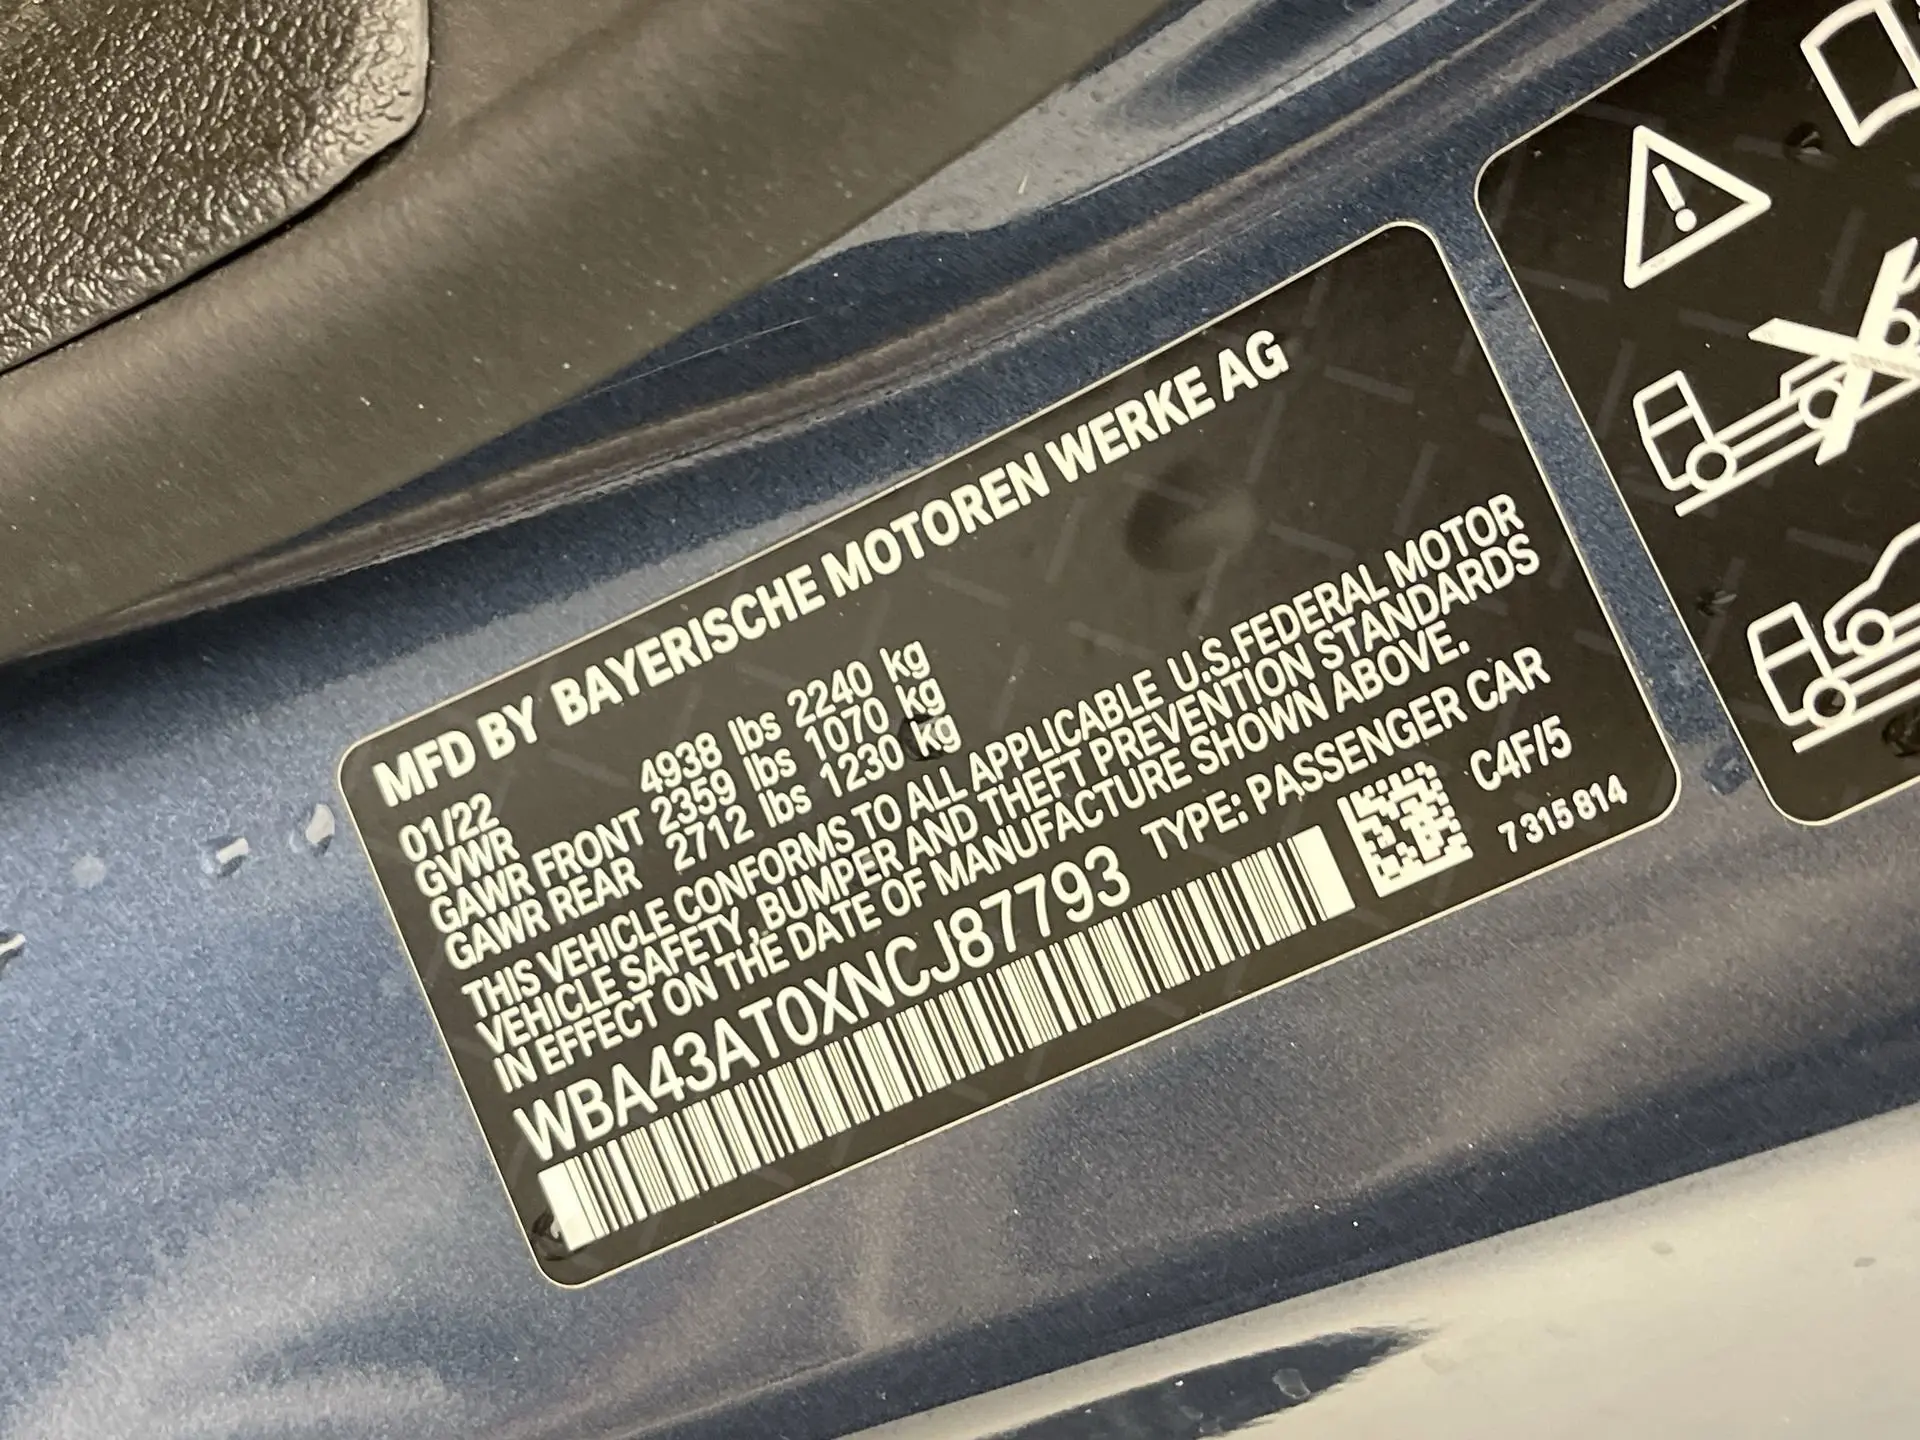 MFD BY BAYERISCHE MOTOREN WERKE AG
01/22
GVWR 4938 lbs 2240 kg
GAWR FRONT 2359 lbs 1070 kg
GAWR REAR 2712 lbs 1230 kg
THIS VEHICLE CONFORMS TO ALL APPLICABLE U.S.FEDERAL MOTOR
VEHICLE SAFETY, BUMPER AND THEFT PREVENTION STANDARDS
IN EFFECT ON THE DATE OF MANUFACTURE SHOWN ABOVE.
WBA43AT0XNCJ87793 TYPE: PASSENGER CAR
C4F/5
7 315 814